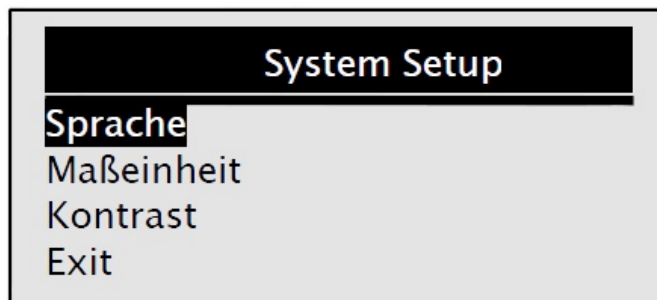 System Setup
Sprache
Maßeinheit
Kontrast
Exit